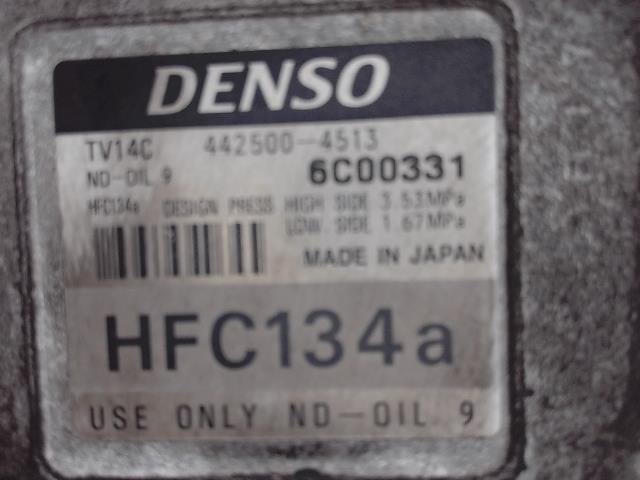 DENSO
TV14C 442500-4513
ND-OIL 9 6C00331
HFC134a DESIGN PRESS HIGH SIDE 3.53MPa
LOW SIDE 1.67MPa
MADE IN JAPAN
HFC134a
USE ONLY ND-OIL 9